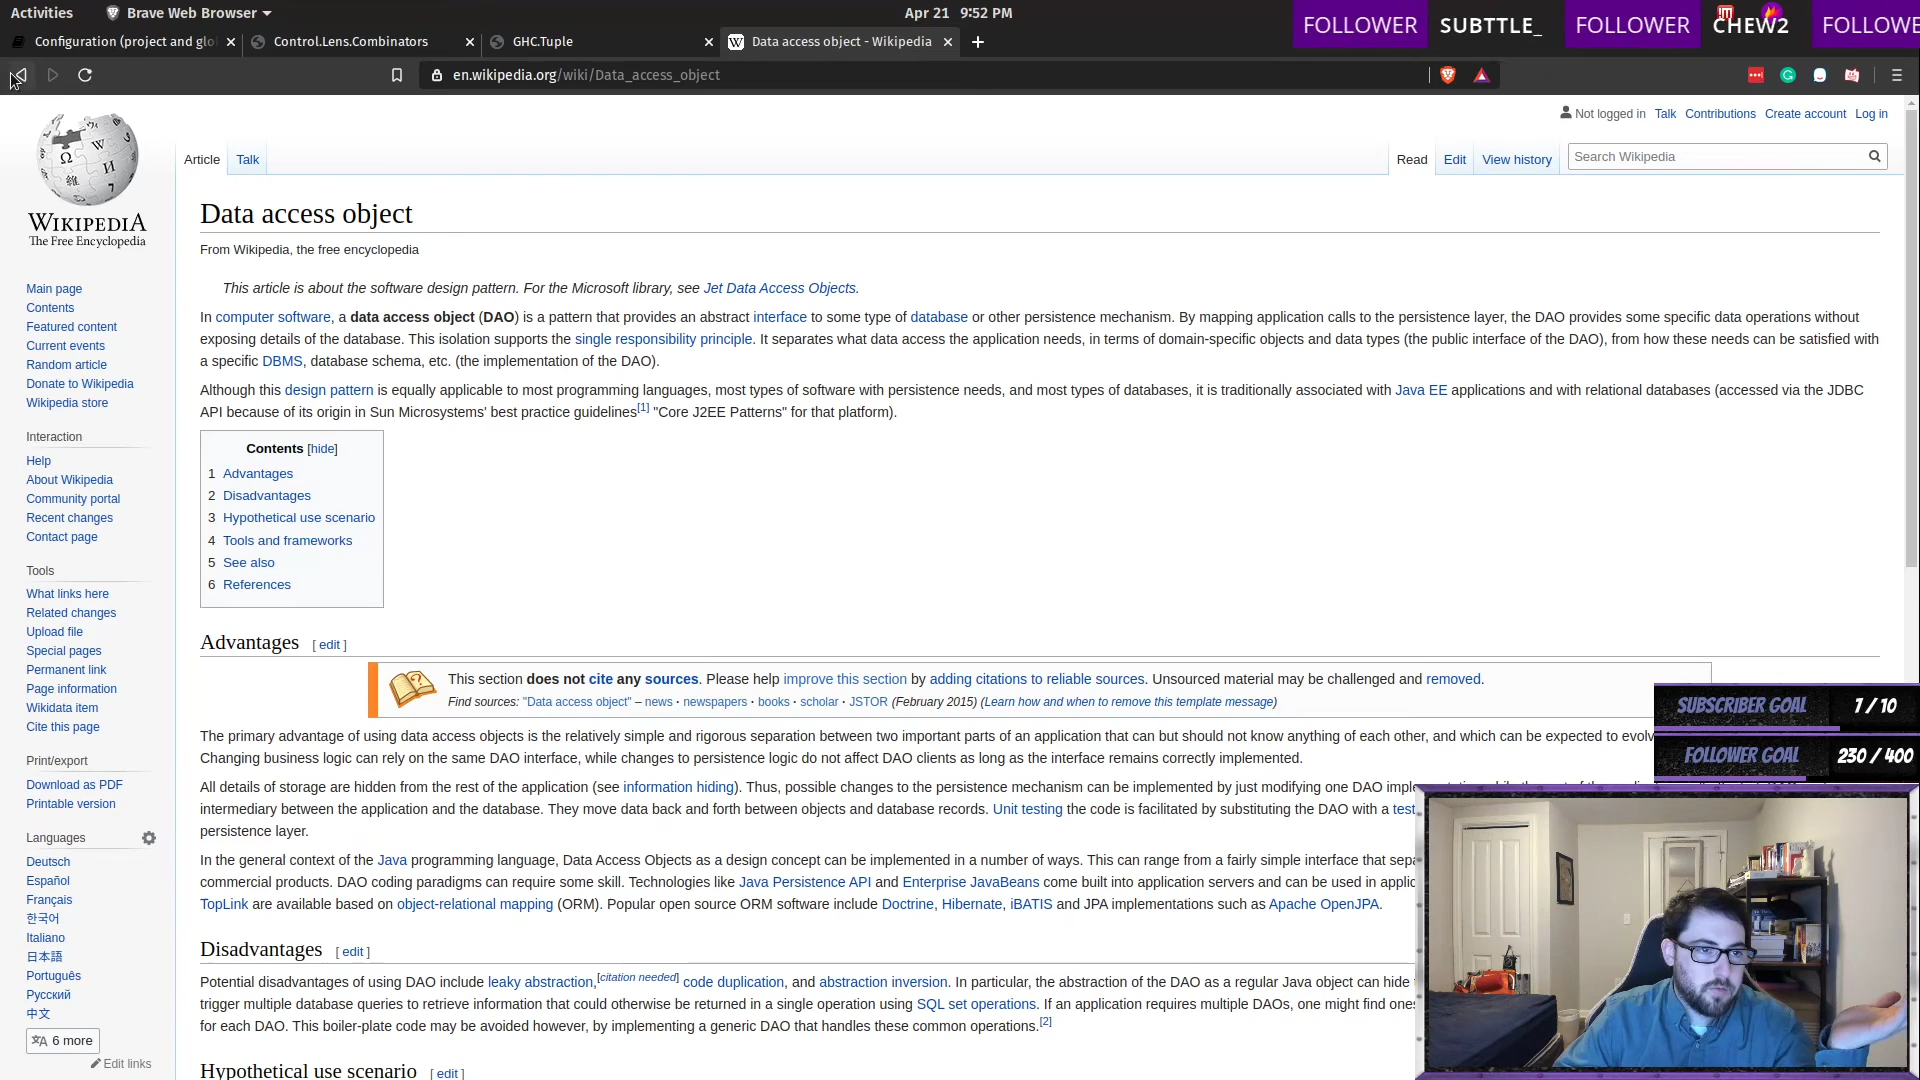 Activities
Brave Web Browser
Apr 21 9:52 PM
FOLLOWER SUBTTLE_ FOLLOWER CHEW2 FOLLOWE
Configuration (project and glo
Control.Lens.Combinators
GHC.Tuple
Data access object - Wikipedia
en.wikipedia.org/wiki/Data_access_object
Not logged in Talk Contributions Create account Log in
Article Talk
Read Edit View history
Search Wikipedia
WIKIPEDIA
The Free Encyclopedia
Main page
Contents
Featured content
Current events
Random article
Donate to Wikipedia
Wikipedia store
Interaction
Help
About Wikipedia
Community portal
Recent changes
Contact page
Tools
What links here
Related changes
Upload file
Special pages
Permanent link
Page information
Wikidata item
Cite this page
Print/export
Download as PDF
Printable version
Languages
Deutsch
Español
Français
한국어
Italiano
日本語
Português
Русский
中文
6 more
Edit links
Data access object
From Wikipedia, the free encyclopedia
This article is about the software design pattern. For the Microsoft library, see Jet Data Access Objects.
In computer software, a data access object (DAO) is a pattern that provides an abstract interface to some type of database or other persistence mechanism. By mapping application calls to the persistence layer, the DAO provides some specific data operations without
exposing details of the database. This isolation supports the single responsibility principle. It separates what data access the application needs, in terms of domain-specific objects and data types (the public interface of the DAO), from how these needs can be satisfied with
a specific DBMS, database schema, etc. (the implementation of the DAO).
Although this design pattern is equally applicable to most programming languages, most types of software with persistence needs, and most types of databases, it is traditionally associated with Java EE applications and with relational databases (accessed via the JDBC
API because of its origin in Sun Microsystems' best practice guidelines[1] "Core J2EE Patterns" for that platform).
Contents [hide]
1 Advantages
2 Disadvantages
3 Hypothetical use scenario
4 Tools and frameworks
5 See also
6 References
Advantages [ edit ]
This section does not cite any sources. Please help improve this section by adding citations to reliable sources. Unsourced material may be challenged and removed.
Find sources: "Data access object" – news · newspapers · books · scholar · JSTOR (February 2015) (Learn how and when to remove this template message)
The primary advantage of using data access objects is the relatively simple and rigorous separation between two important parts of an application that can but should not know anything of each other, and which can be expected to evolv
Changing business logic can rely on the same DAO interface, while changes to persistence logic do not affect DAO clients as long as the interface remains correctly implemented.
All details of storage are hidden from the rest of the application (see information hiding). Thus, possible changes to the persistence mechanism can be implemented by just modifying one DAO imple
intermediary between the application and the database. They move data back and forth between objects and database records. Unit testing the code is facilitated by substituting the DAO with a test
persistence layer.
In the general context of the Java programming language, Data Access Objects as a design concept can be implemented in a number of ways. This can range from a fairly simple interface that sepa
commercial products. DAO coding paradigms can require some skill. Technologies like Java Persistence API and Enterprise JavaBeans come built into application servers and can be used in applic
TopLink are available based on object-relational mapping (ORM). Popular open source ORM software include Doctrine, Hibernate, iBATIS and JPA implementations such as Apache OpenJPA.
Disadvantages [ edit ]
Potential disadvantages of using DAO include leaky abstraction,[citation needed] code duplication, and abstraction inversion. In particular, the abstraction of the DAO as a regular Java object can hide
trigger multiple database queries to retrieve information that could otherwise be returned in a single operation using SQL set operations. If an application requires multiple DAOs, one might find ones
for each DAO. This boiler-plate code may be avoided however, by implementing a generic DAO that handles these common operations.[2]
Hypothetical use scenario [ edit ]
SUBSCRIBER GOAL 7 / 10
FOLLOWER GOAL 230 / 400